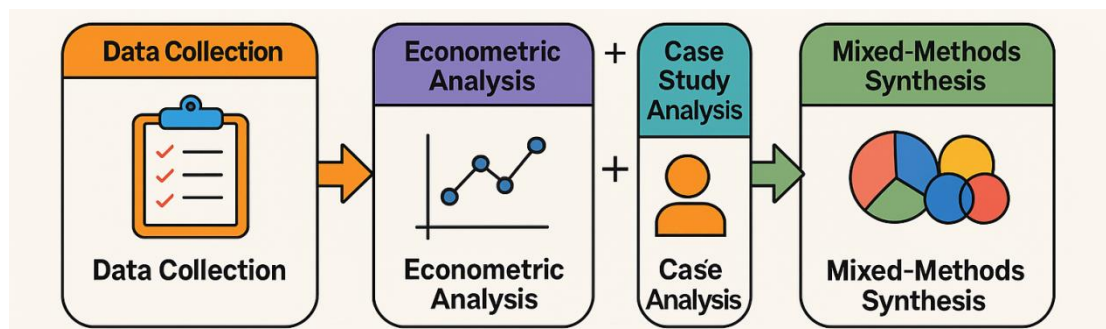 Data Collection
Econometric
Analysis
+
Case
Study
Analysis
Mixed-Methods
Synthesis
+
Data Collection
Econometric
Analysis
Case
Analysis
Mixed-Methods
Synthesis